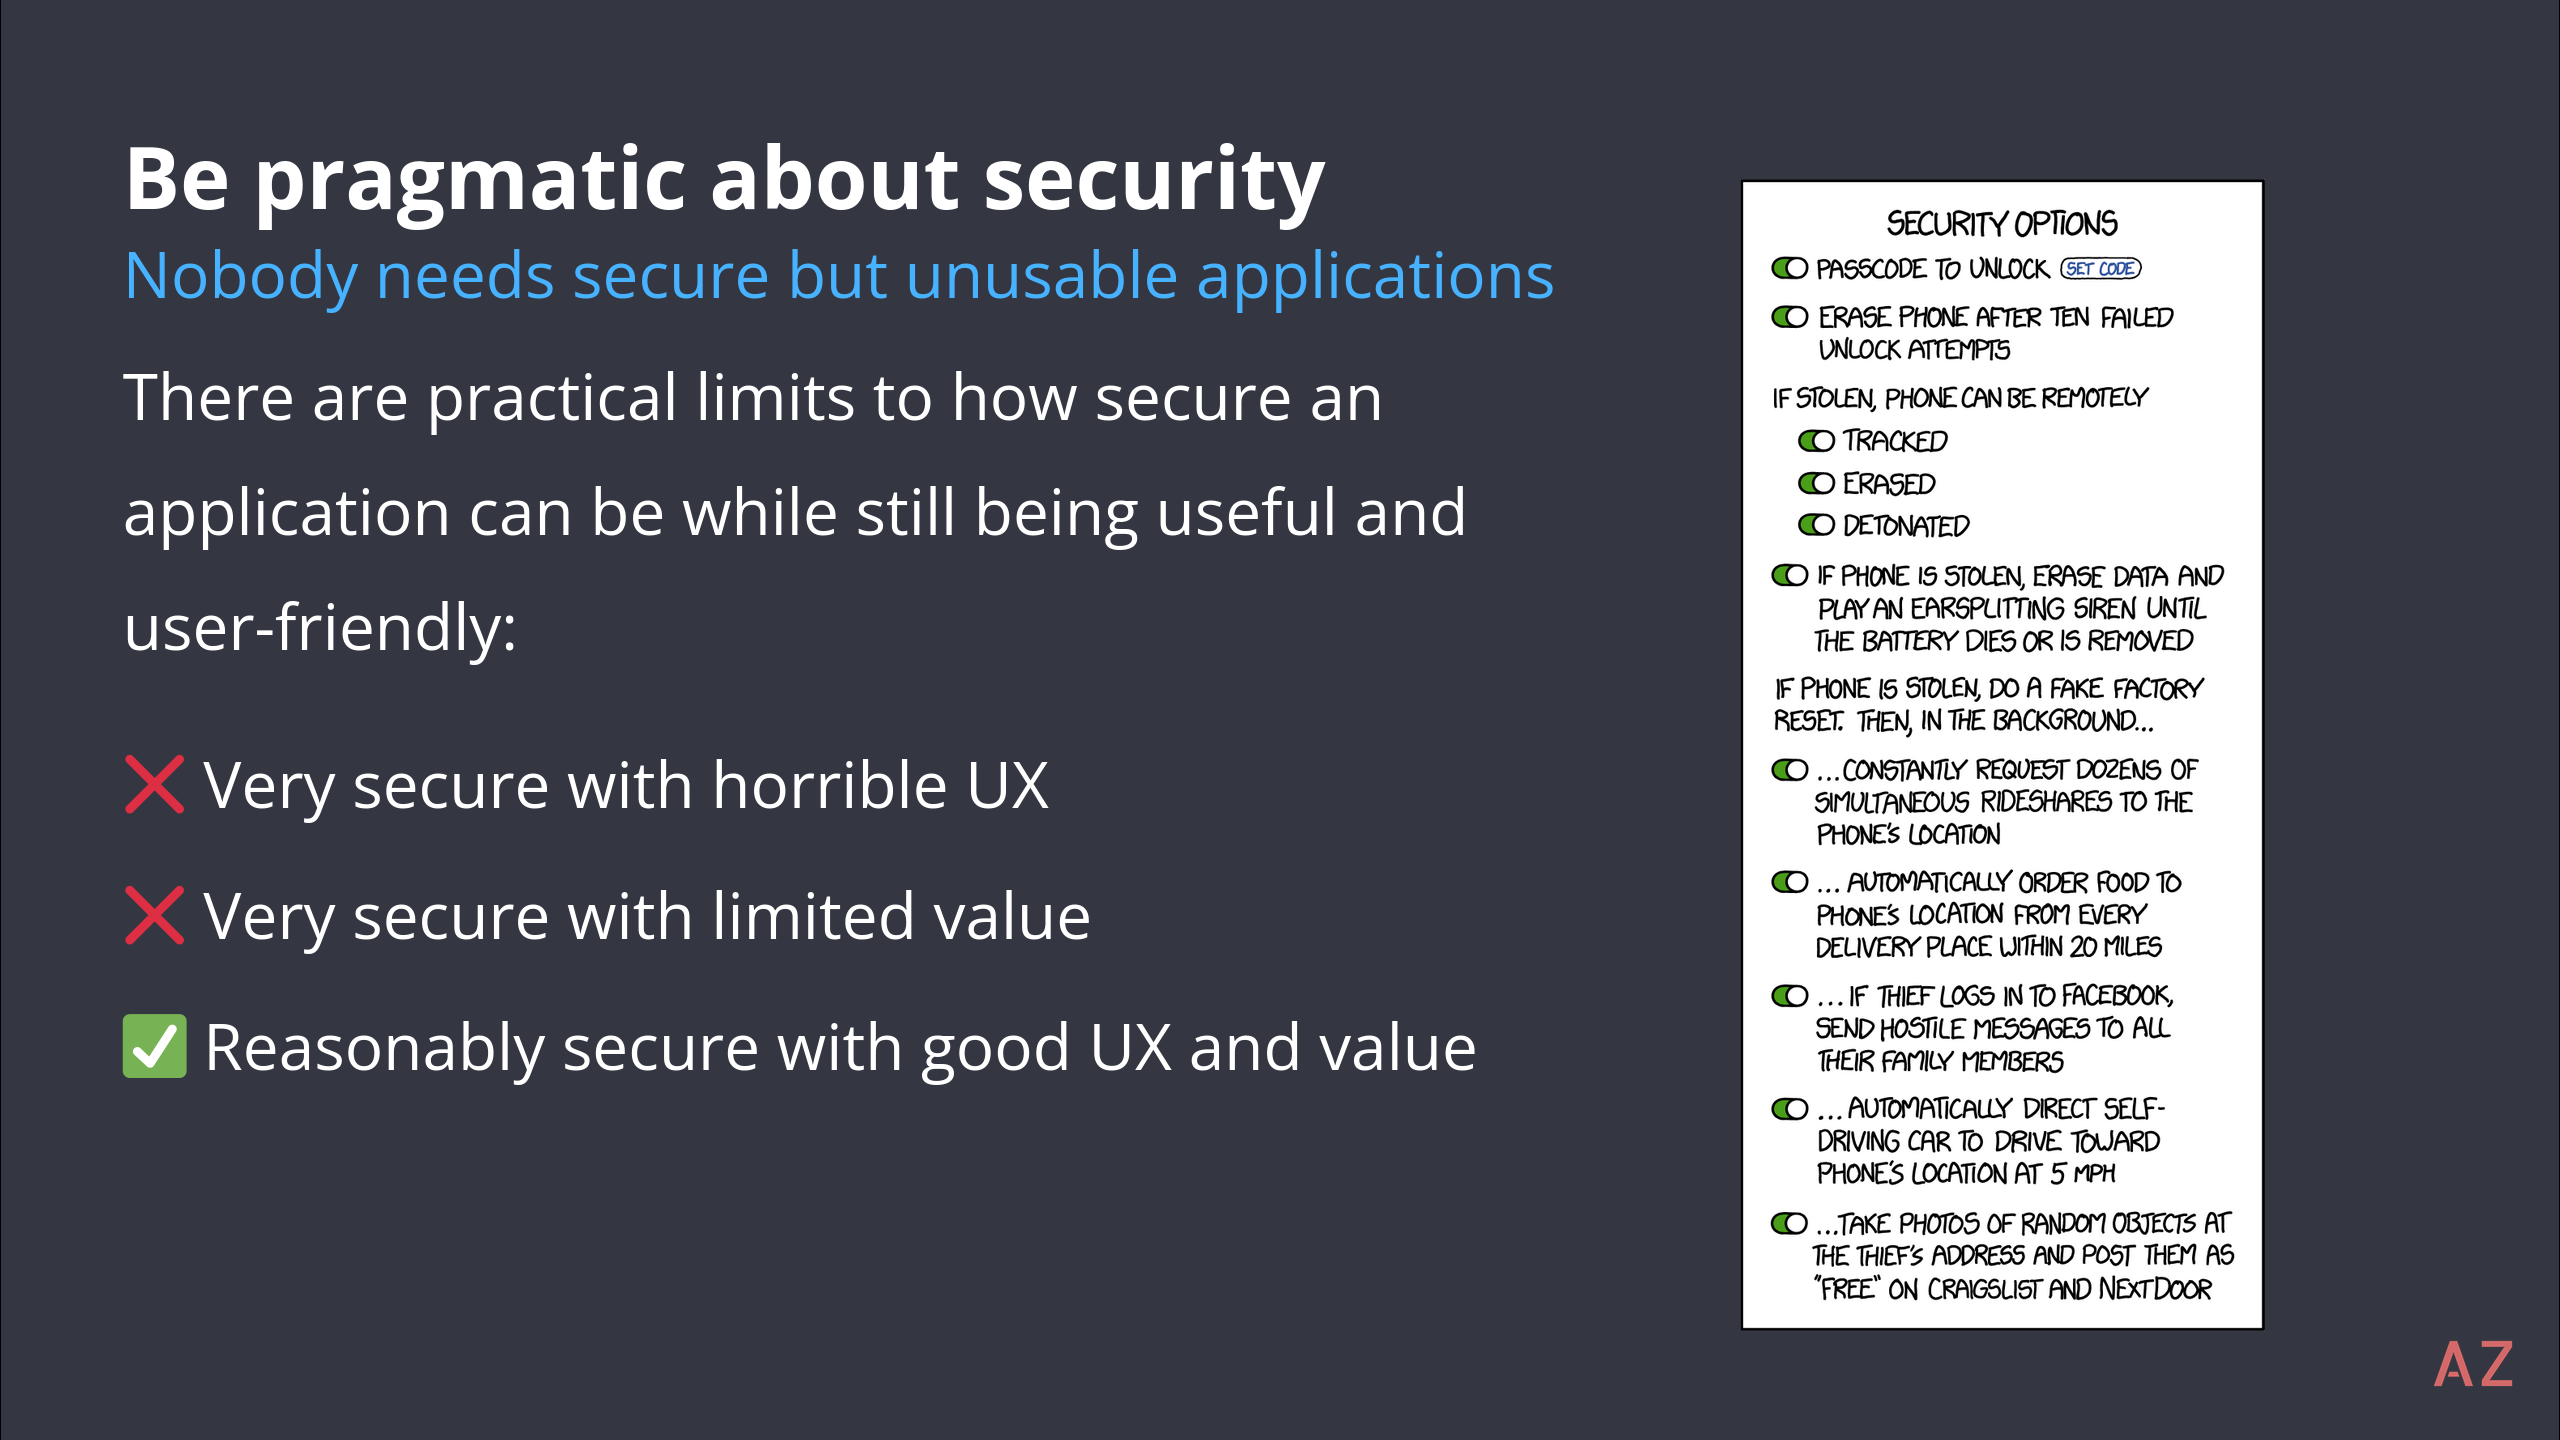 Be pragmatic about security
Nobody needs secure but unusable applications
There are practical limits to how secure an
application can be while still being useful and
user-friendly:
❌ Very secure with horrible UX
❌ Very secure with limited value
✅ Reasonably secure with good UX and value
SECURITY OPTIONS
PASSCODE TO UNLOCK SET CODE
ERASE PHONE AFTER TEN FAILED
UNLOCK ATTEMPTS
IF STOLEN, PHONE CAN BE REMOTELY
TRACKED
ERASED
DETONATED
IF PHONE IS STOLEN, ERASE DATA AND
PLAY AN EARSPLITTING SIREN UNTIL
THE BATTERY DIES OR IS REMOVED
IF PHONE IS STOLEN, DO A FAKE FACTORY
RESET. THEN, IN THE BACKGROUND...
...CONSTANTLY REQUEST DOZENS OF
SIMULTANEOUS RIDESHARES TO THE
PHONE'S LOCATION
... AUTOMATICALLY ORDER FOOD TO
PHONE'S LOCATION FROM EVERY
DELIVERY PLACE WITHIN 20 MILES
... IF THIEF LOGS IN TO FACEBOOK,
SEND HOSTILE MESSAGES TO ALL
THEIR FAMILY MEMBERS
... AUTOMATICALLY DIRECT SELF-
DRIVING CAR TO DRIVE TOWARD
PHONE'S LOCATION AT 5 MPH
...TAKE PHOTOS OF RANDOM OBJECTS AT
THE THIEF'S ADDRESS AND POST THEM AS
"FREE" ON CRAIGSLIST AND NEXTDOOR
AZ